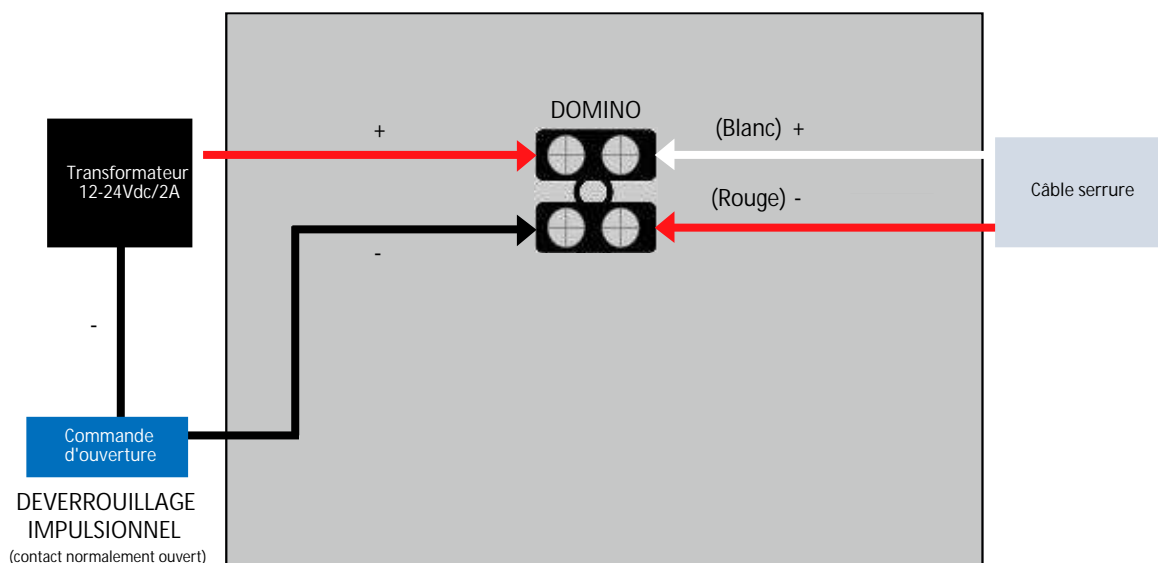 DOMINO
+
(Blanc) +
Transformateur
12-24Vdc/2A
Câble serrure
(Rouge) -
-
-
Commande
d'ouverture
DEVERROUILLAGE
IMPULSIONNEL
(contact normalement ouvert)